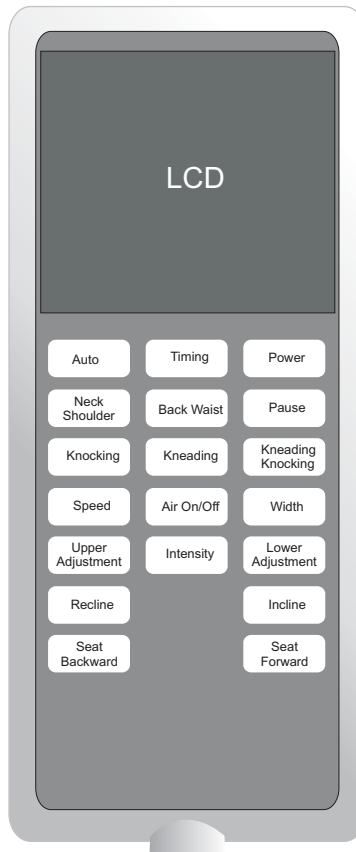 LCD
Auto
Timing
Power
Neck
Shoulder
Back Waist
Pause
Knocking
Kneading
Kneading
Knocking
Speed
Air On/Off
Width
Upper
Adjustment
Intensity
Lower
Adjustment
Recline
Incline
Seat
Backward
Seat
Forward